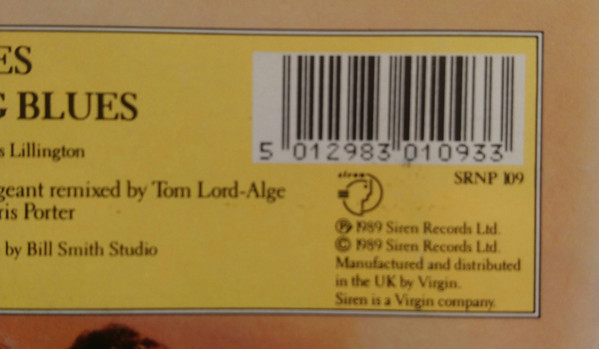 ES
G BLUES
s Lillington
geant remixed by Tom Lord-Alge
ris Porter
by Bill Smith Studio
5 012983 010933
SRNP 109
siren
℗ 1989 Siren Records Ltd.
© 1989 Siren Records Ltd.
Manufactured and distributed
in the UK by Virgin.
Siren is a Virgin company.